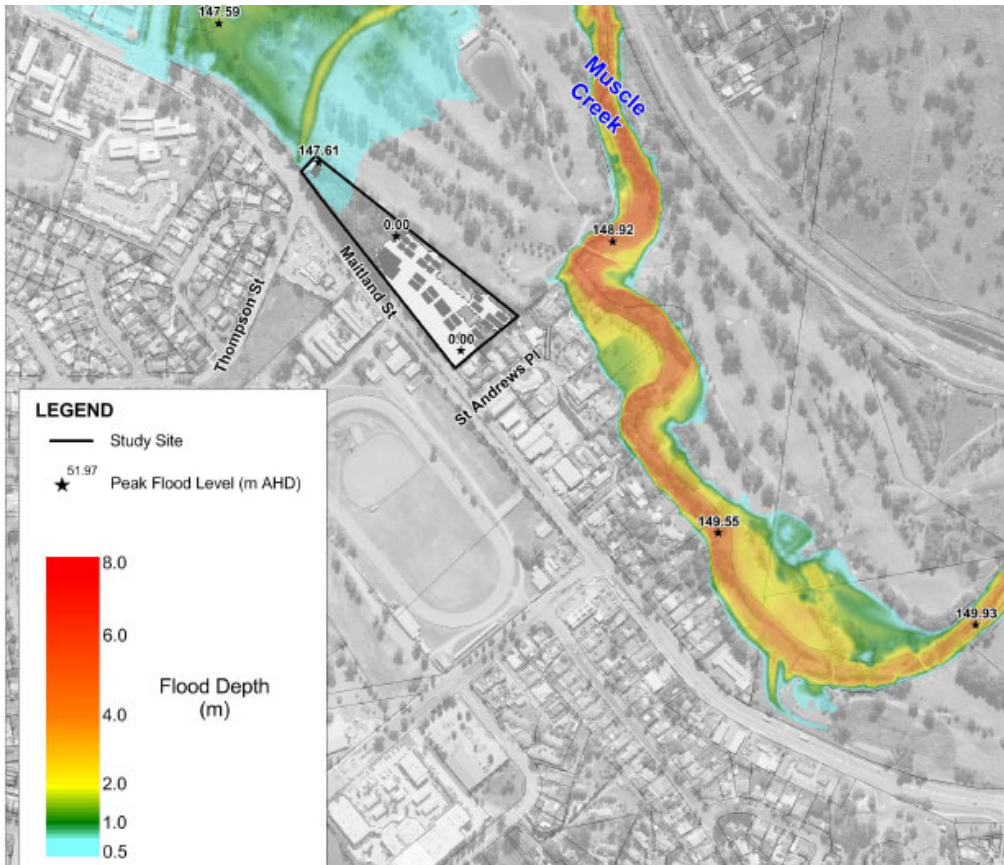 147.59
Muscle
Creek
147.61
0.00
148.92
Maitland St
Thompson St
0.00
St Andrews Pl
LEGEND
Study Site
51.97
Peak Flood Level (m AHD)
149.55
149.93
8.0
6.0
Flood Depth
(m)
4.0
2.0
1.0
0.5